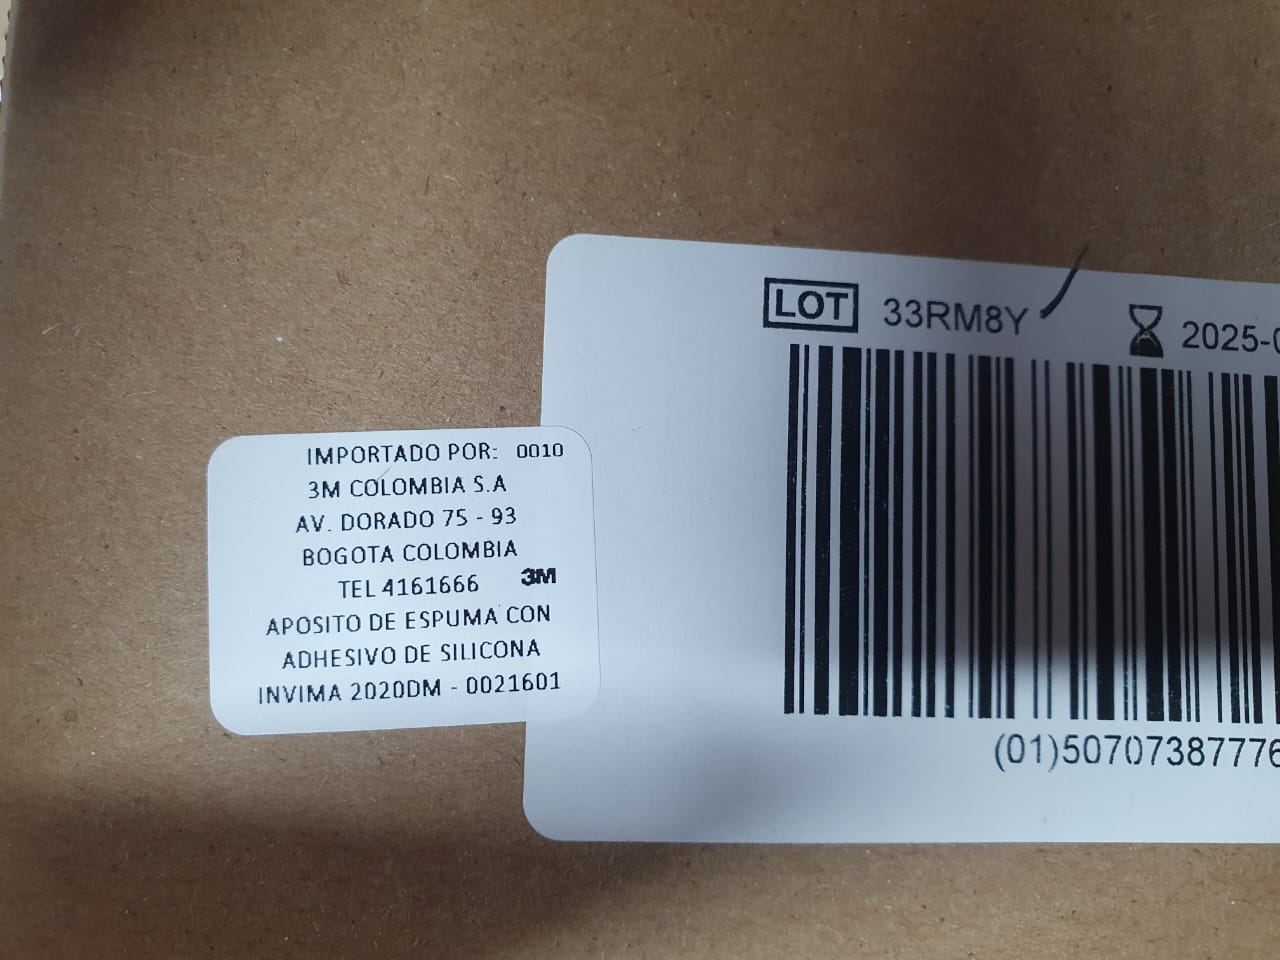 LOT 33RM8Y 2025-0
IMPORTADO POR: 0010
3M COLOMBIA S.A
AV. DORADO 75 - 93
BOGOTA COLOMBIA
TEL 4161666 3M
APOSITO DE ESPUMA CON
ADHESIVO DE SILICONA
INVIMA 2020DM - 0021601
(01)50707387776